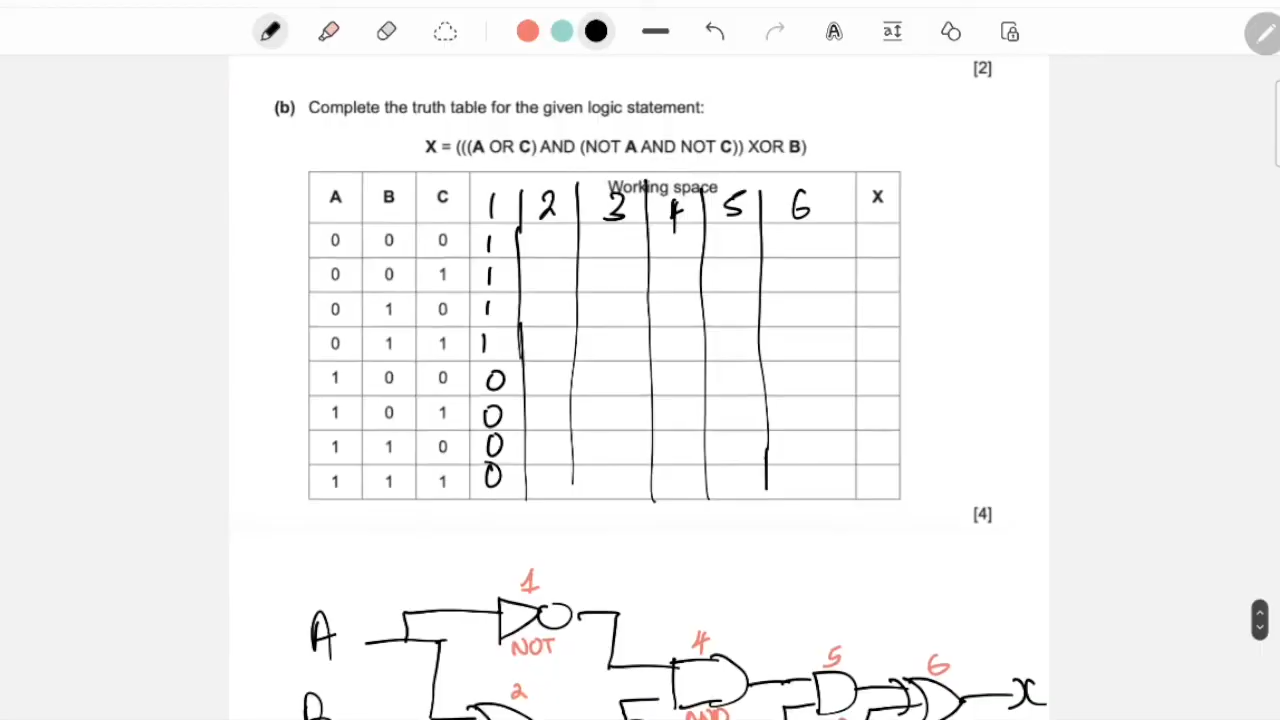 [2]
(b) Complete the truth table for the given logic statement:
X = (((A OR C) AND (NOT A AND NOT C)) XOR B)
A B C Working space X
1 2 3 4 5 6
0 0 0 1
0 0 1 1
0 1 0 1
0 1 1 1
1 0 0 0
1 0 1 0
1 1 0 0
1 1 1 0
[4]
1
A NOT 4 5 6 X
2